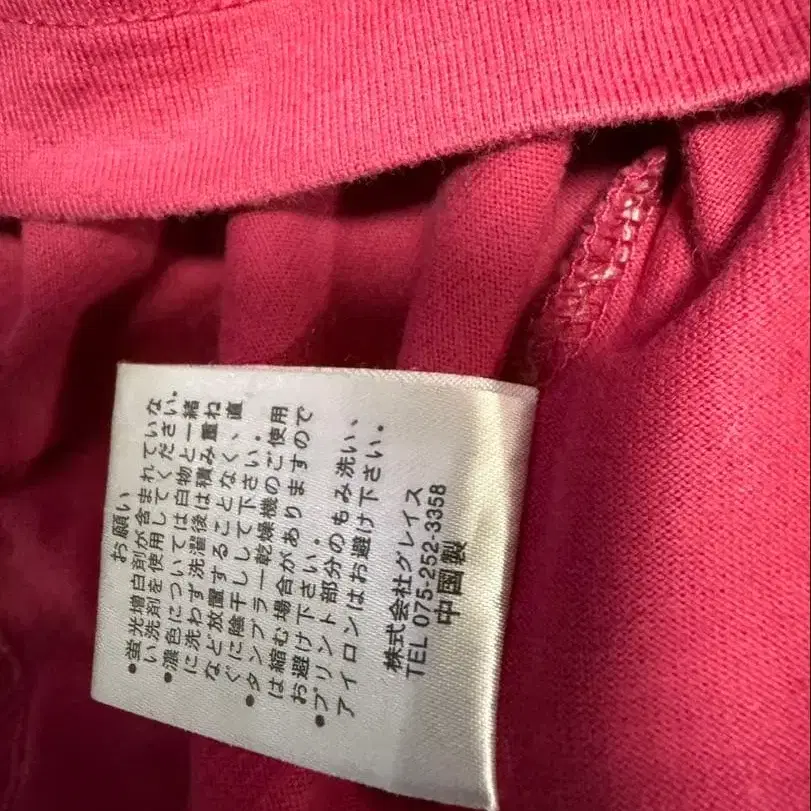 お願い
•蛍光増白剤が含まれていな
い洗剤を使用してください。
•濃色については白物と一緒
に洗わず洗濯後は積み重ね
など放置することなく、直
ぐに陰干しして下さい。
•タンブラー乾燥機のご使用
は縮む場合がありますので
お避け下さい。
•プリント部分のもみ洗い、
アイロンはお避け下さい。
株式会社グレイス
TEL 075-252-3358
中国製